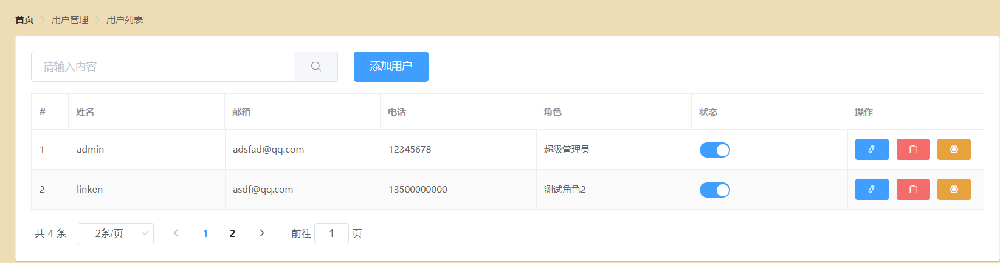 首页 用户管理 用户列表
请输入内容 添加用户
# 姓名 邮箱 电话 角色 状态 操作
1 admin adsfad@qq.com 12345678 超级管理员
2 linken asdf@qq.com 13500000000 测试角色2
共 4 条 2条/页 1 2 前往 1 页